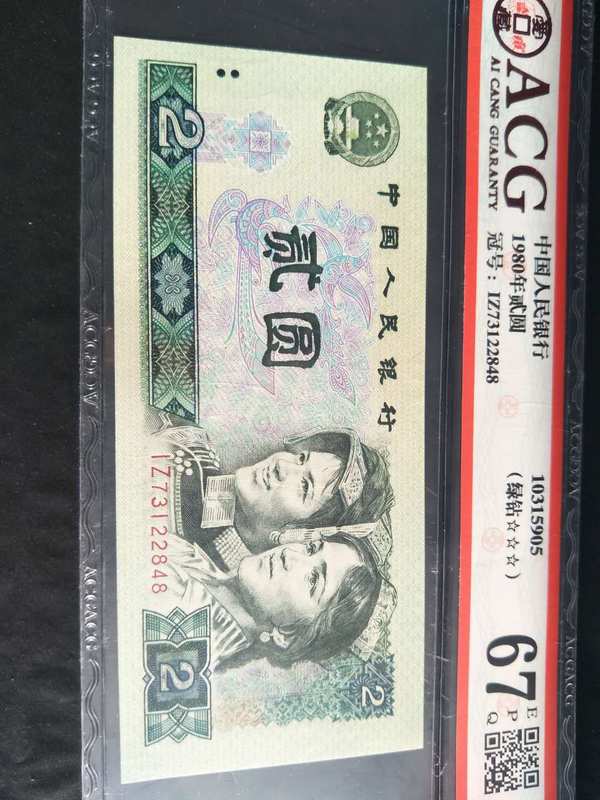 ACG
AI CANG GUARANTY
中国人民银行
1980年贰圆
冠号：IZ73122848
10315905
（绿钻☆☆☆）
67
E
P
Q
中国人民银行
贰圆
2
IZ73122848
2
2